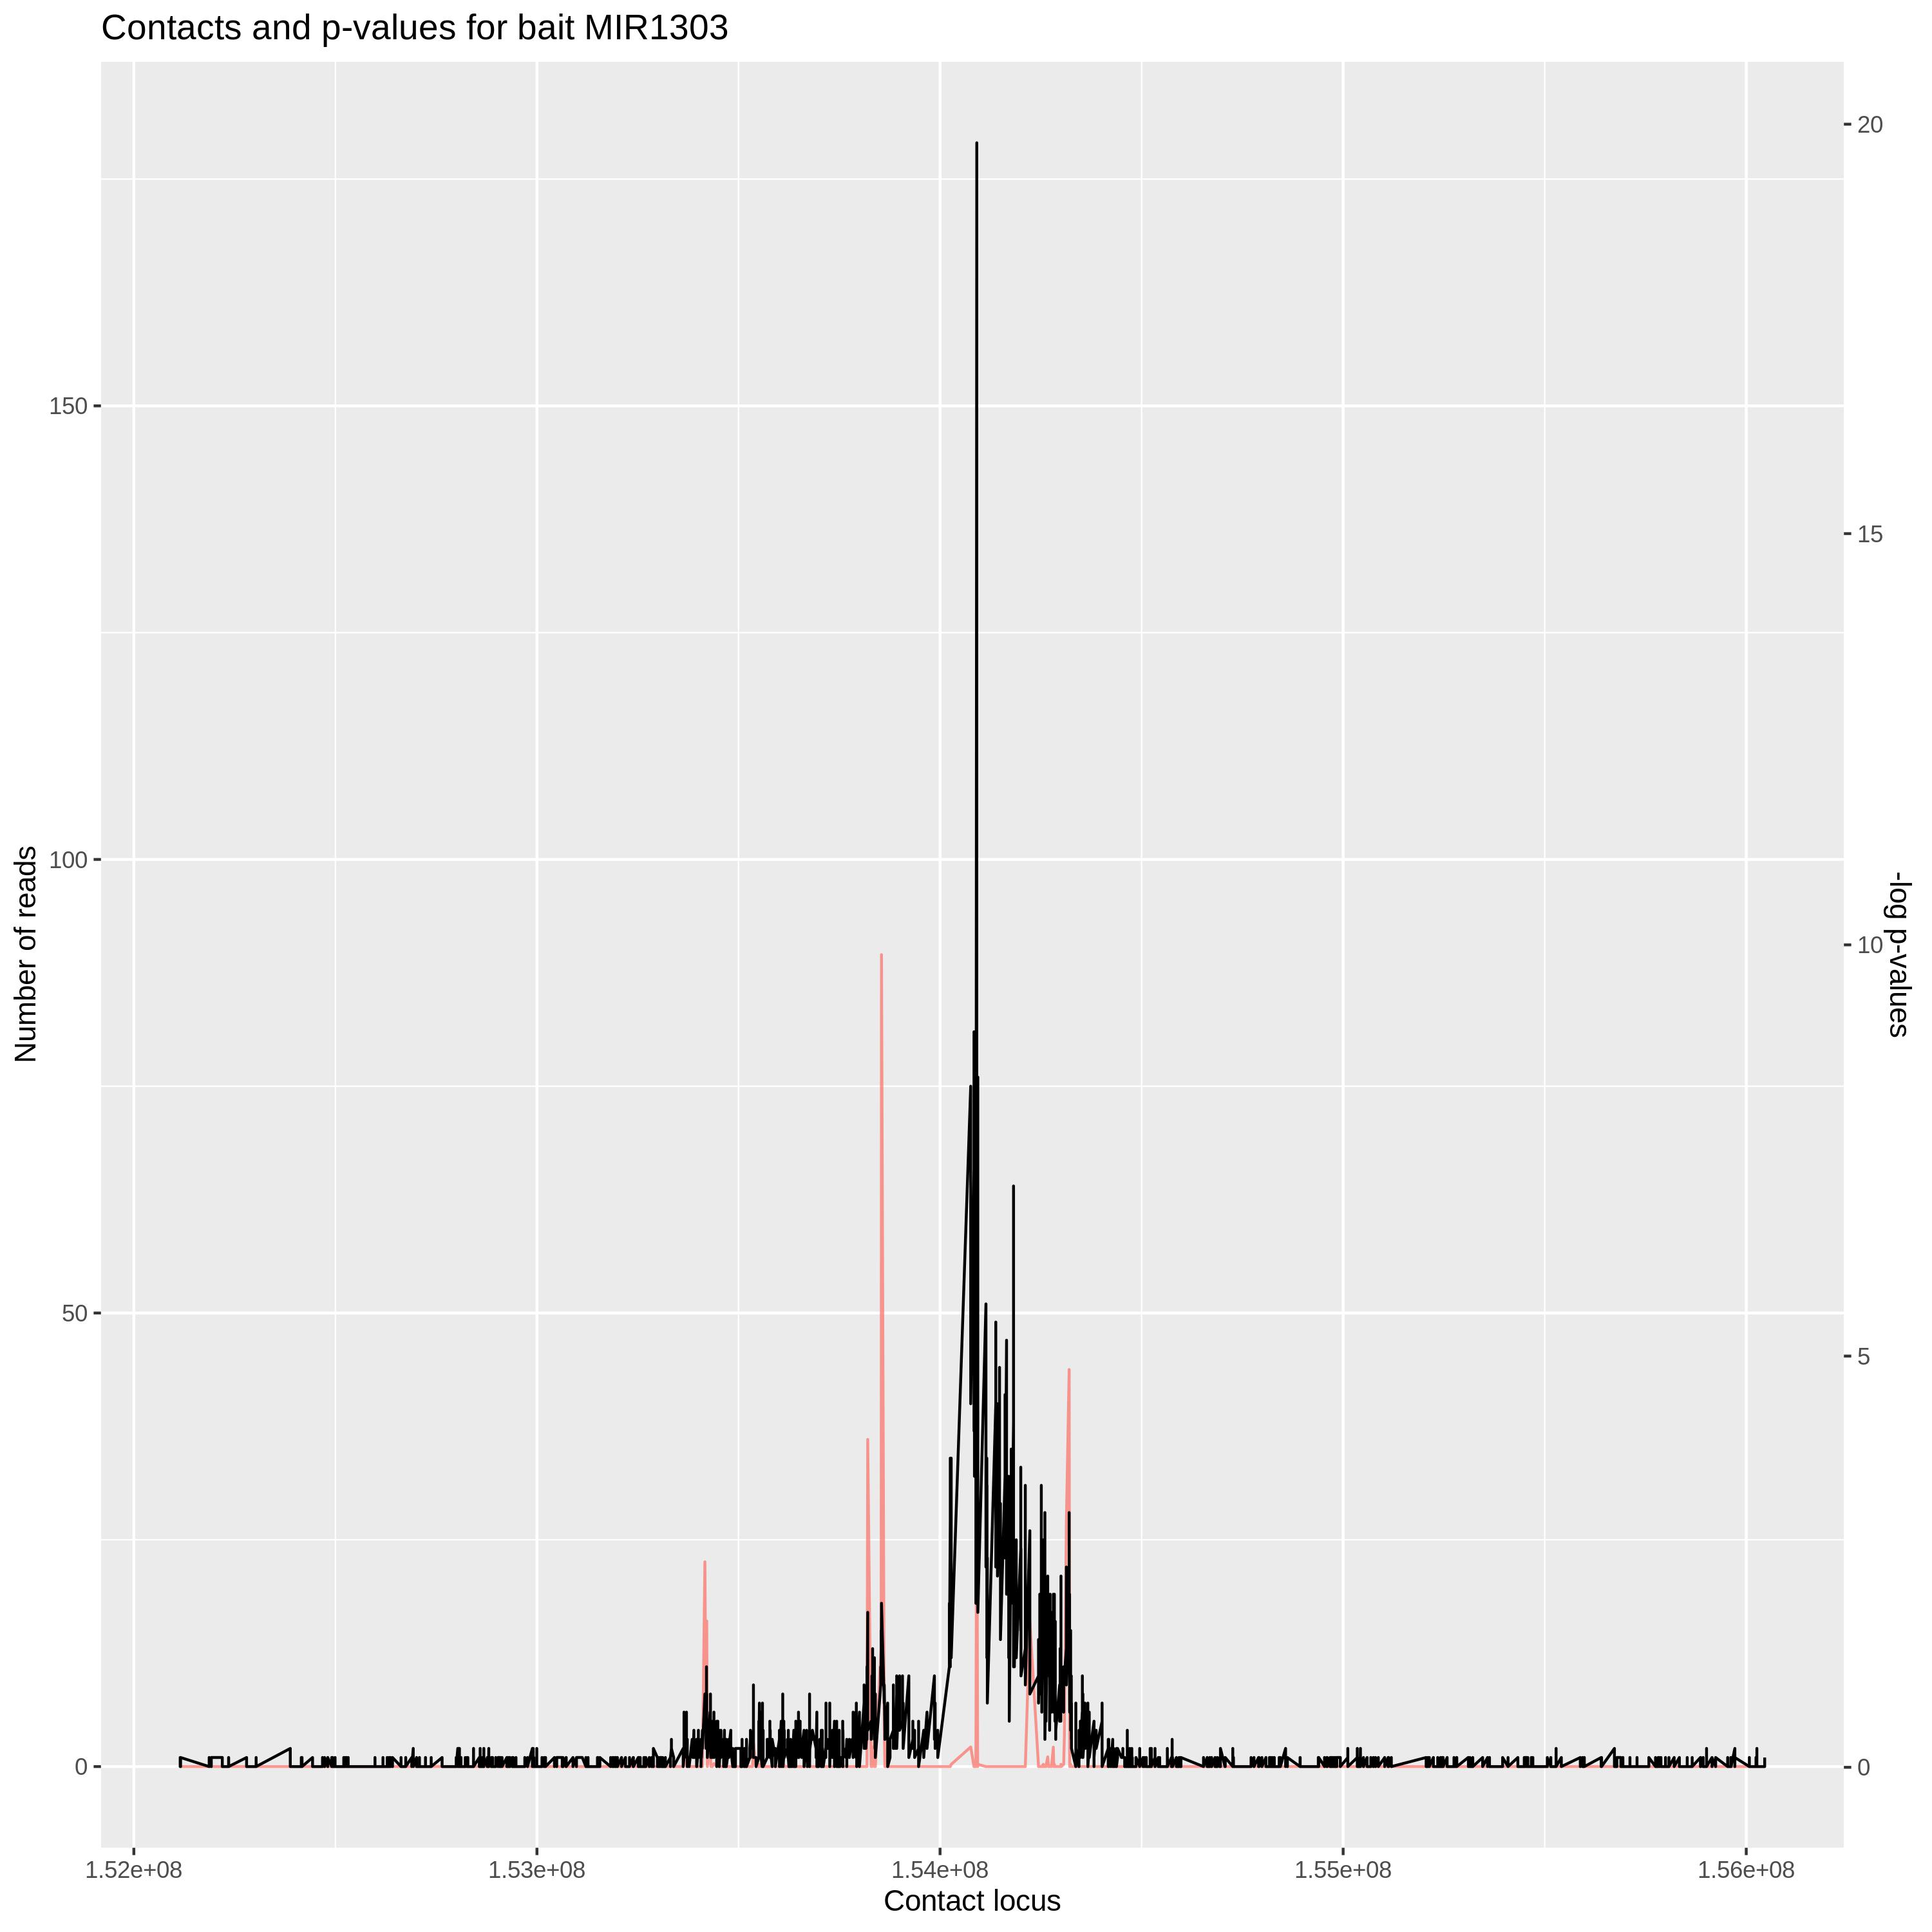 Contacts and p-values for bait MIR1303
Number of reads
150
100
50
0
20
15
10
5
0
-log p-values
1.52e+08
1.53e+08
1.54e+08
1.55e+08
1.56e+08
Contact locus